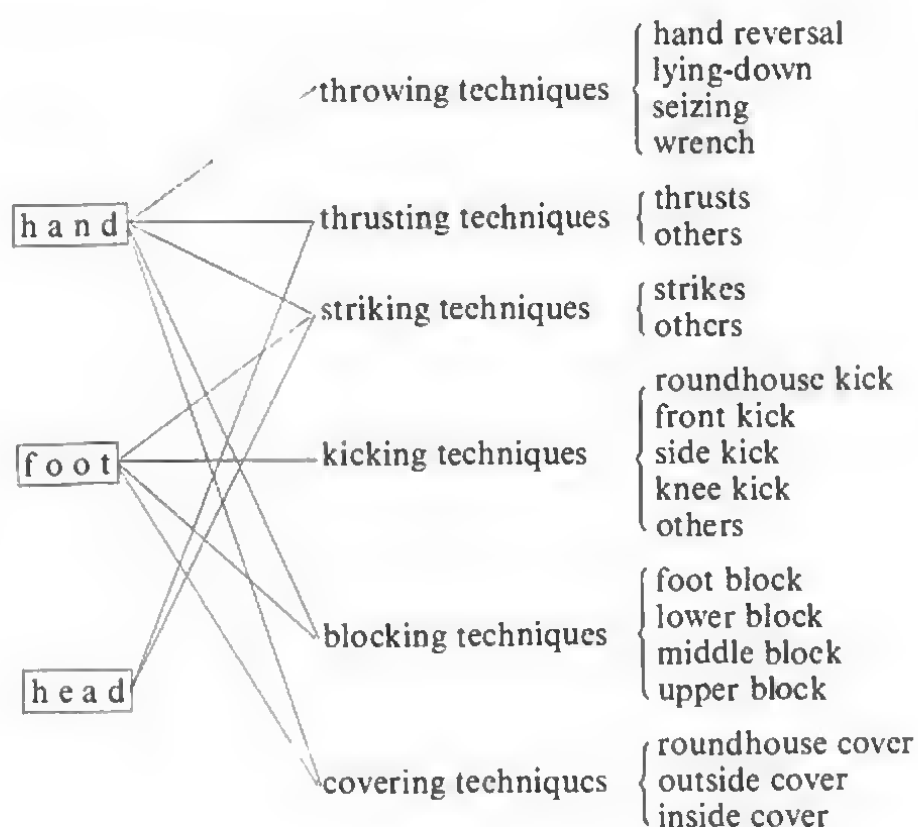 hand reversal
throwing techniques
lying-down
seizing
wrench
hand
thrusting techniques
thrusts
others
striking techniques
strikes
others
foot
kicking techniques
roundhouse kick
front kick
side kick
knee kick
others
blocking techniques
foot block
lower block
middle block
upper block
head
covering techniques
roundhouse cover
outside cover
inside cover